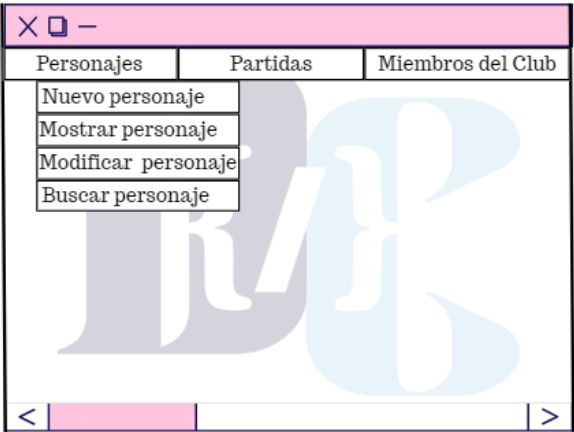 Personajes Partidas Miembros del Club
Nuevo personaje
Mostrar personaje
Modificar personaje
Buscar personaje